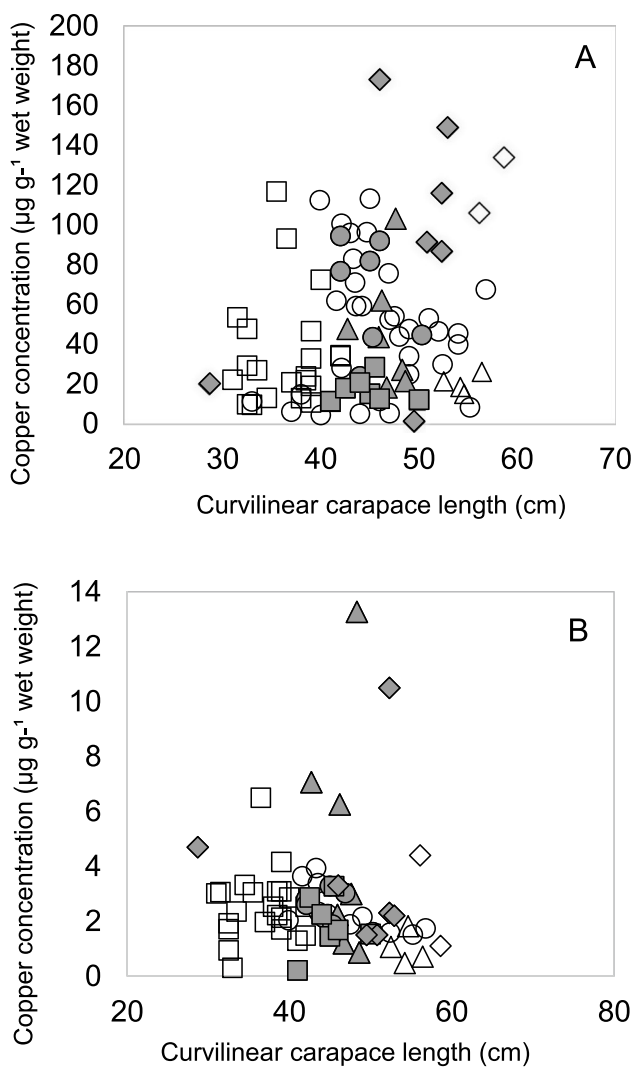 200
180
160
140
120
100
80
60
40
20
0
Copper concentration (µg g-¹ wet weight)
A
20 30 40 50 60 70
Curvilinear carapace length (cm)
14
12
10
8
6
4
2
0
Copper concentration (µg g-¹ wet weight)
B
20 40 60 80
Curvilinear carapace length (cm)